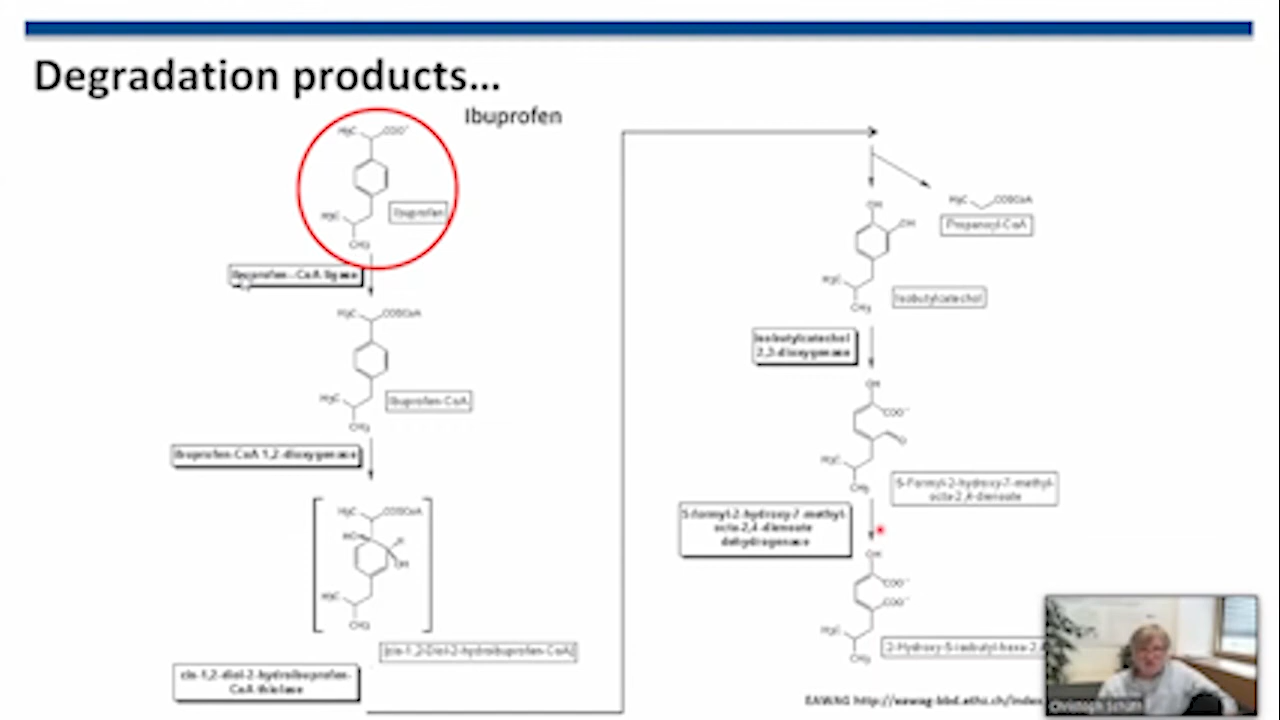 Degradation products...
Ibuprofen
H₃C
COO⁻
Ibuprofen
H₃C
CH₃
Ibuprofen-CoA ligase
H₃C
COSCoA
Ibuprofen-CoA
H₃C
CH₃
Ibuprofen-CoA 1,2-dioxygenase
H₃C
COSCoA
HO
H
OH
H₃C
CH₃
[cis-1,2-Diol-2-hydroibuprofen-CoA]
cis-1,2-diol-2-hydroibuprofen-
CoA thiolase
H₃C
COSCoA
Propanoyl-CoA
OH
OH
H₃C
CH₃
Isobutylcatechol
Isobutylcatechol
2,3-dioxygenase
OH
COO⁻
O
H₃C
CH₃
5-Formyl-2-hydroxy-7-methyl-
octa-2,4-dienoate
5-formyl-2-hydroxy-7-methyl-
octa-2,4-dienoate
dehydrogenase
OH
COO⁻
COO⁻
H₃C
CH₃
2-Hydroxy-5-isobutyl-hexa-2,
EAWAG http://eawag-bbd.ethz.ch/index
Christoph